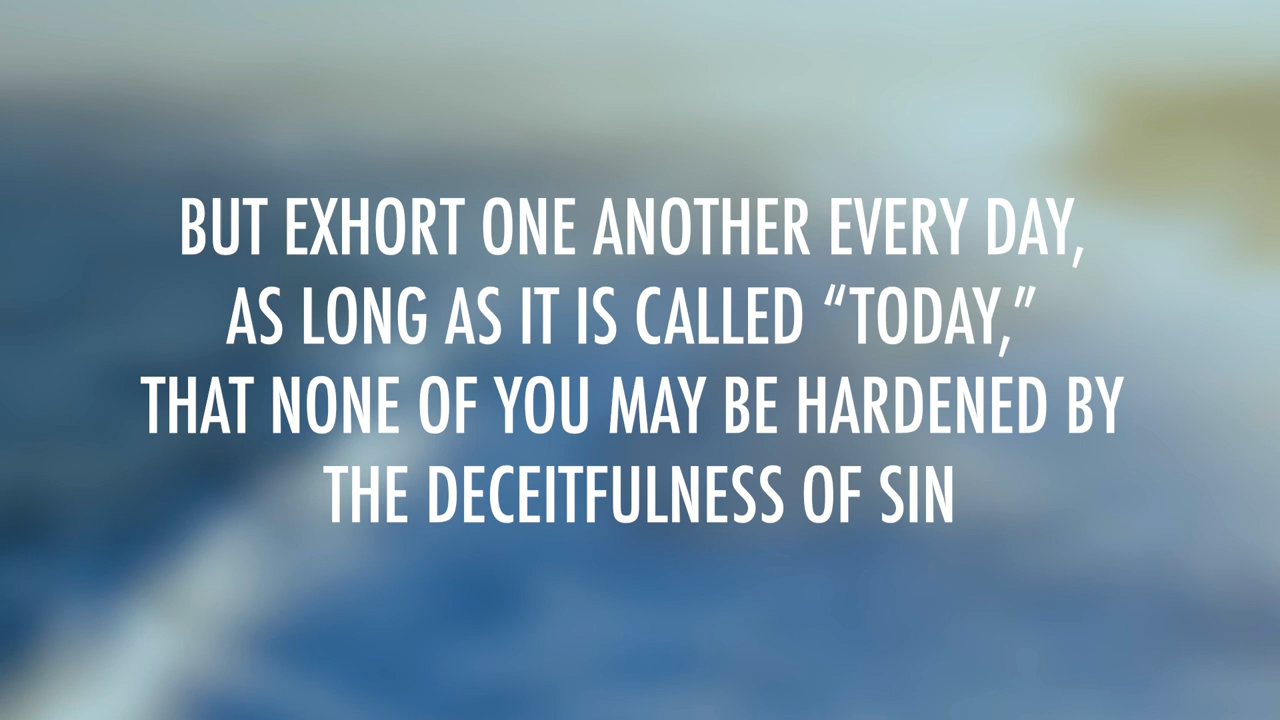 BUT EXHORT ONE ANOTHER EVERY DAY,
AS LONG AS IT IS CALLED “TODAY,”
THAT NONE OF YOU MAY BE HARDENED BY
THE DECEITFULNESS OF SIN